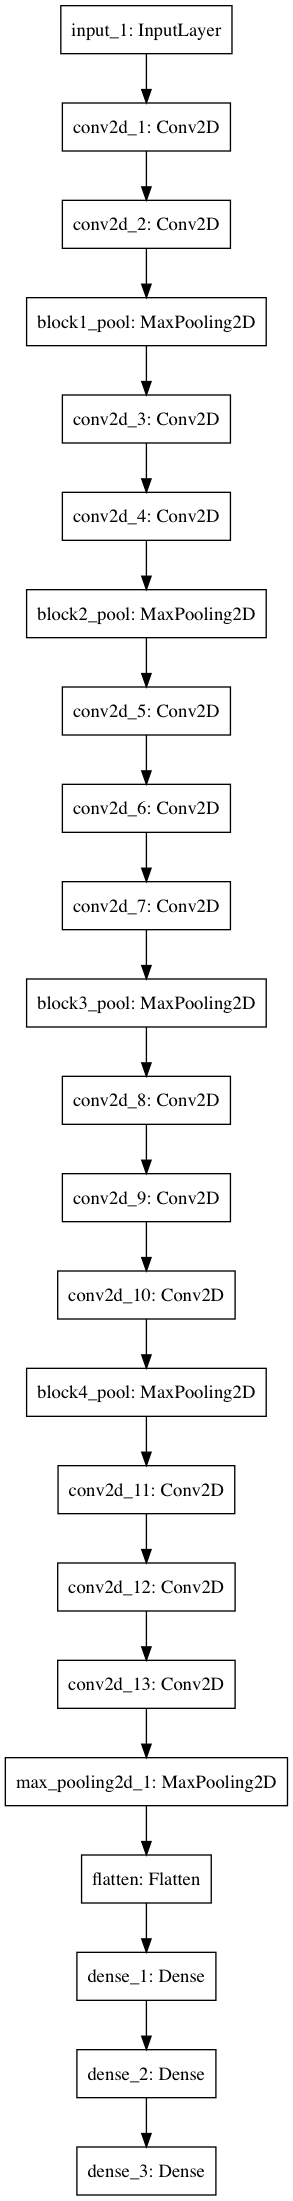 input_1: InputLayer
conv2d_1: Conv2D
conv2d_2: Conv2D
block1_pool: MaxPooling2D
conv2d_3: Conv2D
conv2d_4: Conv2D
block2_pool: MaxPooling2D
conv2d_5: Conv2D
conv2d_6: Conv2D
conv2d_7: Conv2D
block3_pool: MaxPooling2D
conv2d_8: Conv2D
conv2d_9: Conv2D
conv2d_10: Conv2D
block4_pool: MaxPooling2D
conv2d_11: Conv2D
conv2d_12: Conv2D
conv2d_13: Conv2D
max_pooling2d_1: MaxPooling2D
flatten: Flatten
dense_1: Dense
dense_2: Dense
dense_3: Dense